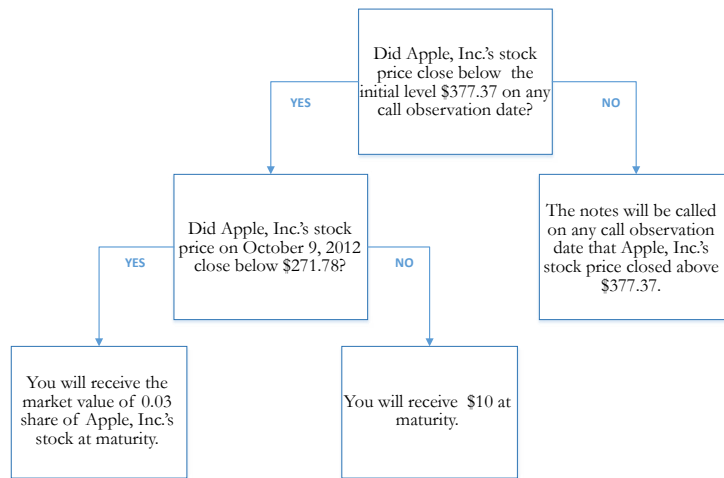 Did Apple, Inc.'s stock
price close below the
initial level $377.37 on any
call observation date?
YES
NO
Did Apple, Inc.'s stock
price on October 9, 2012
close below $271.78?
The notes will be called
on any call observation
date that Apple, Inc.'s
stock price closed above
$377.37.
YES
NO
You will receive the
market value of 0.03
share of Apple, Inc.'s
stock at maturity.
You will receive $10 at
maturity.